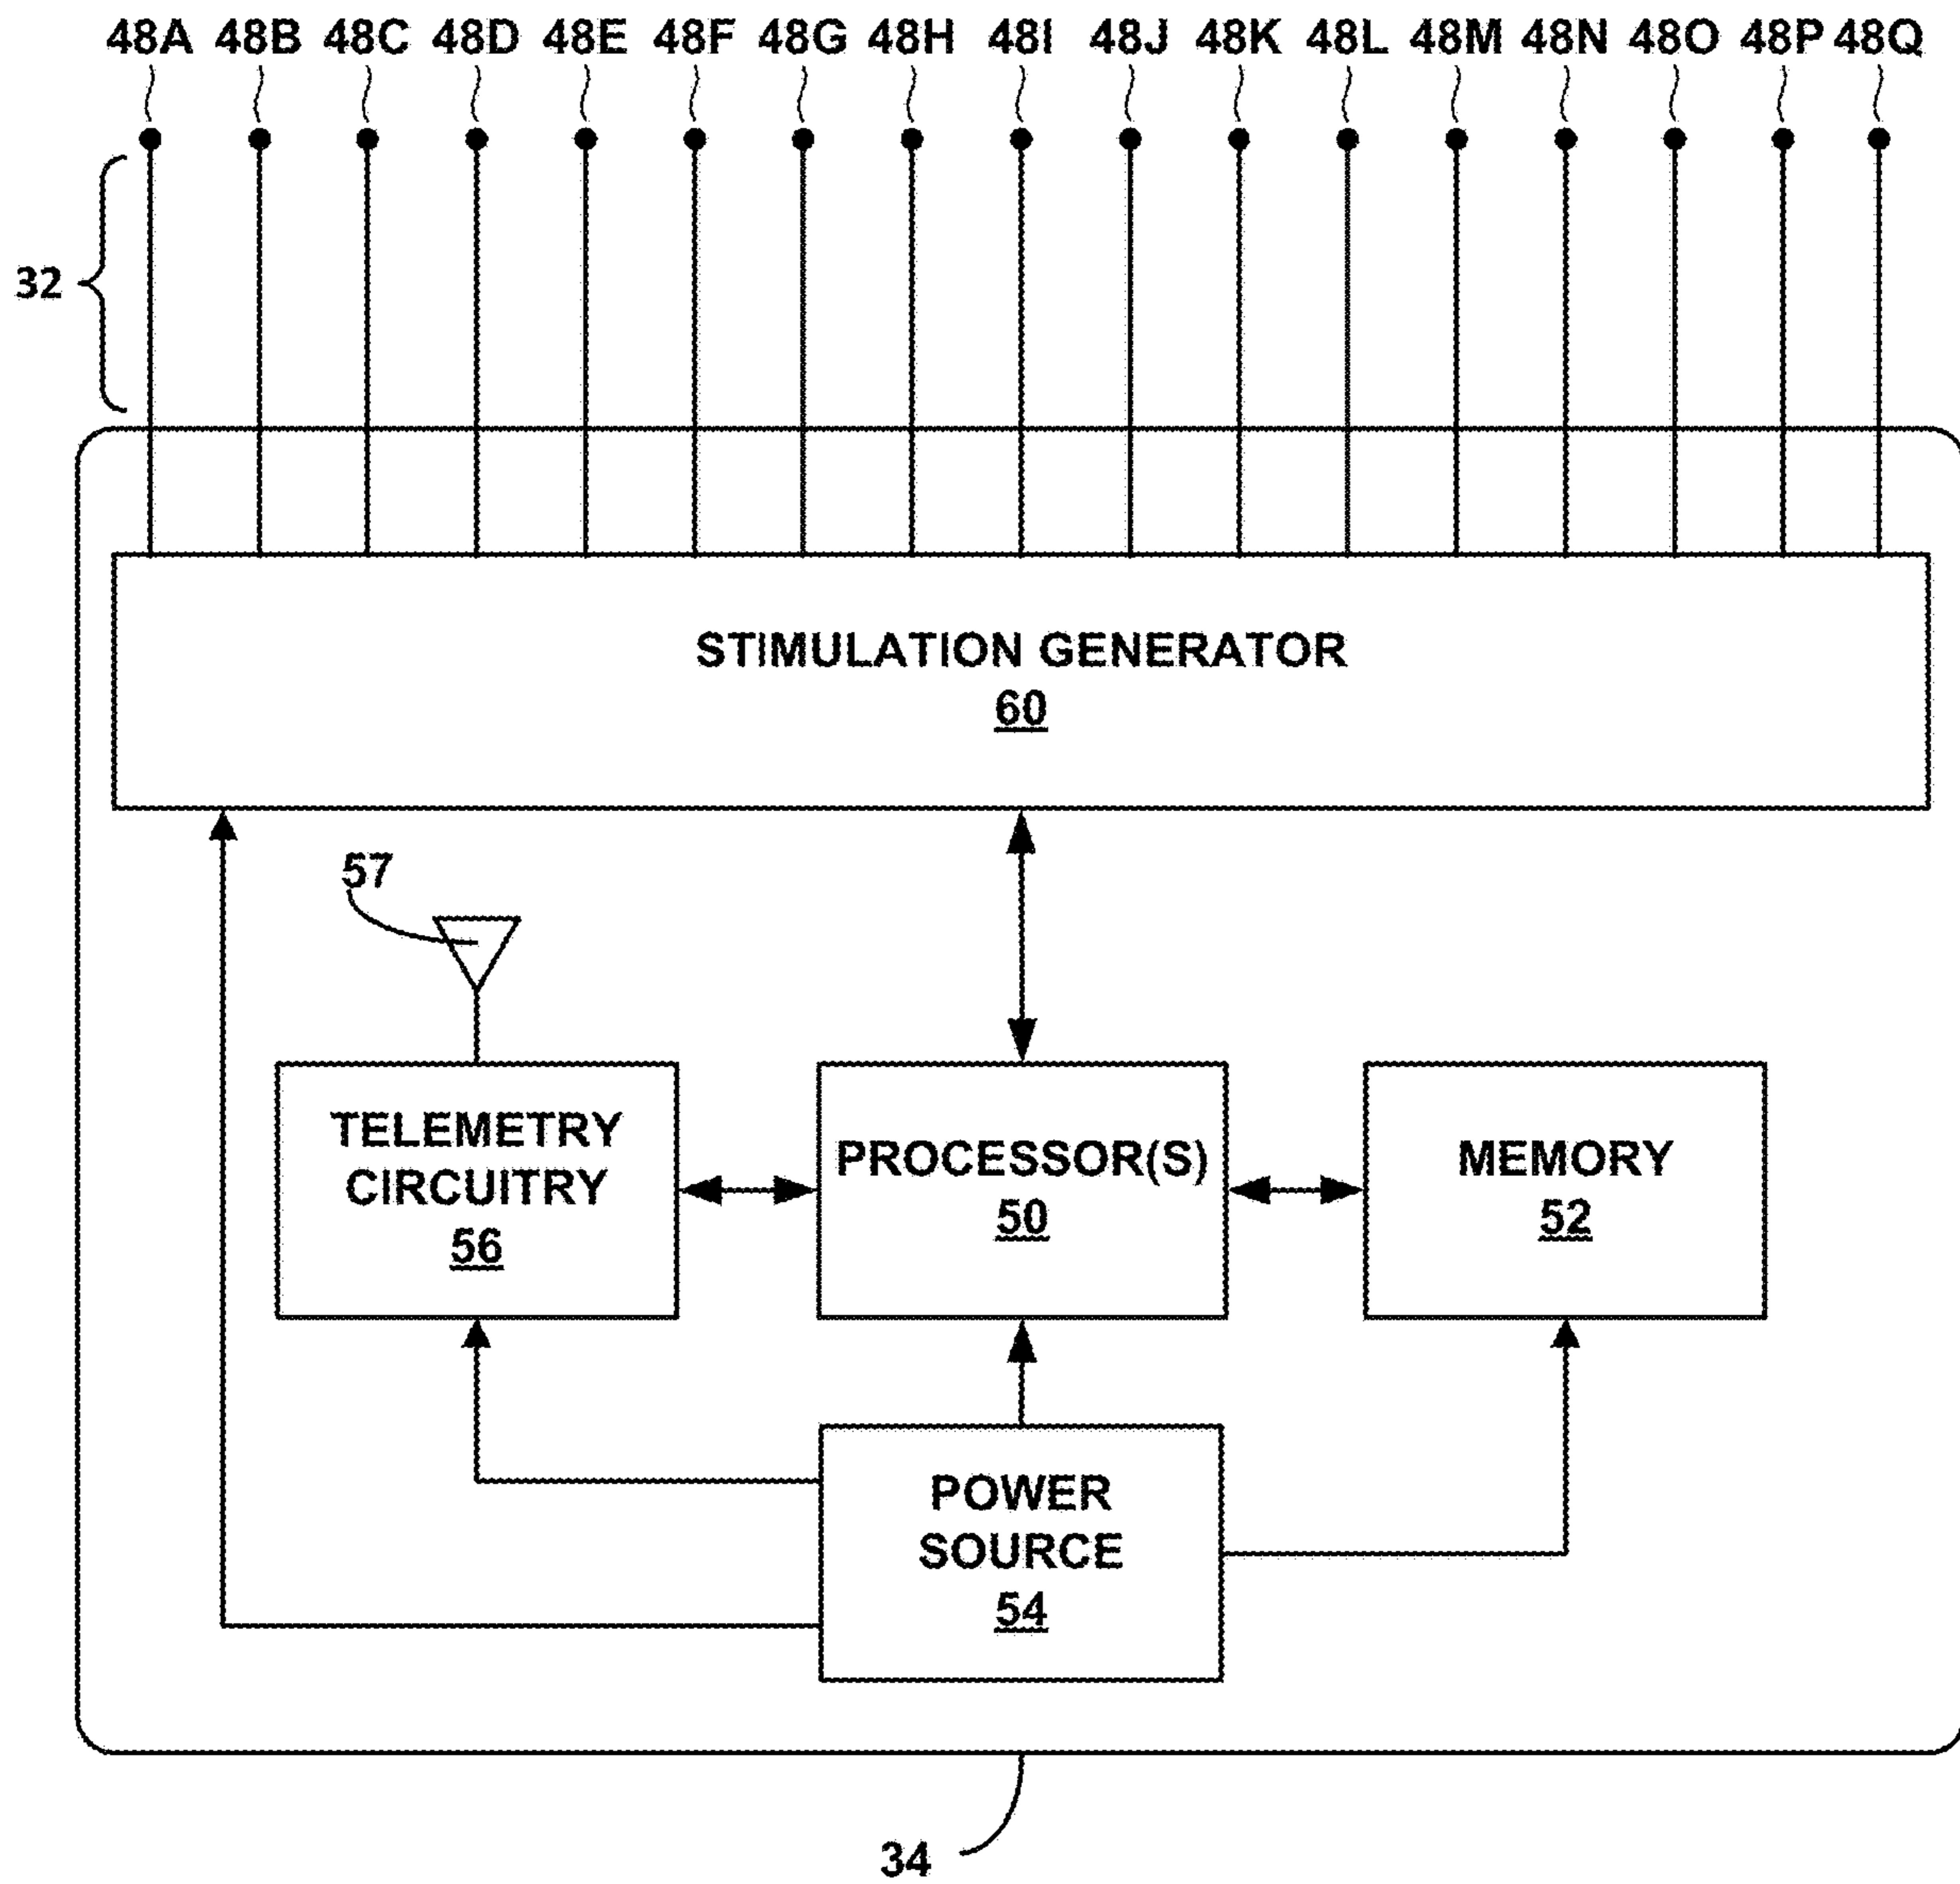 48A 48B 48C 48D 48E 48F 48G 48H 48I 48J 48K 48L 48M 48N 48O 48P 48Q
32
STIMULATION GENERATOR
60
57
TELEMETRY
CIRCUITRY
56
PROCESSOR(S)
50
MEMORY
52
POWER
SOURCE
54
34